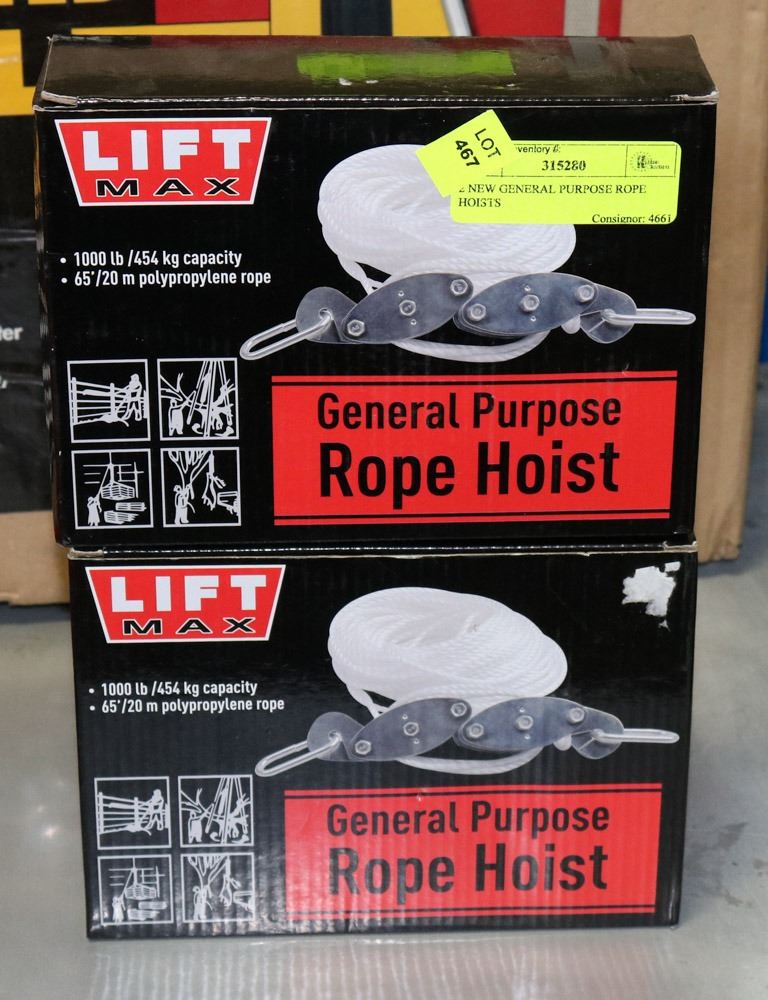 LIFT
MAX
• 1000 lb /454 kg capacity
• 65'/20 m polypropylene rope
LOT
467
315280
2 NEW GENERAL PURPOSE ROPE
HOISTS
Consignor: 4661
General Purpose
Rope Hoist
LIFT
MAX
• 1000 lb /454 kg capacity
• 65'/20 m polypropylene rope
General Purpose
Rope Hoist